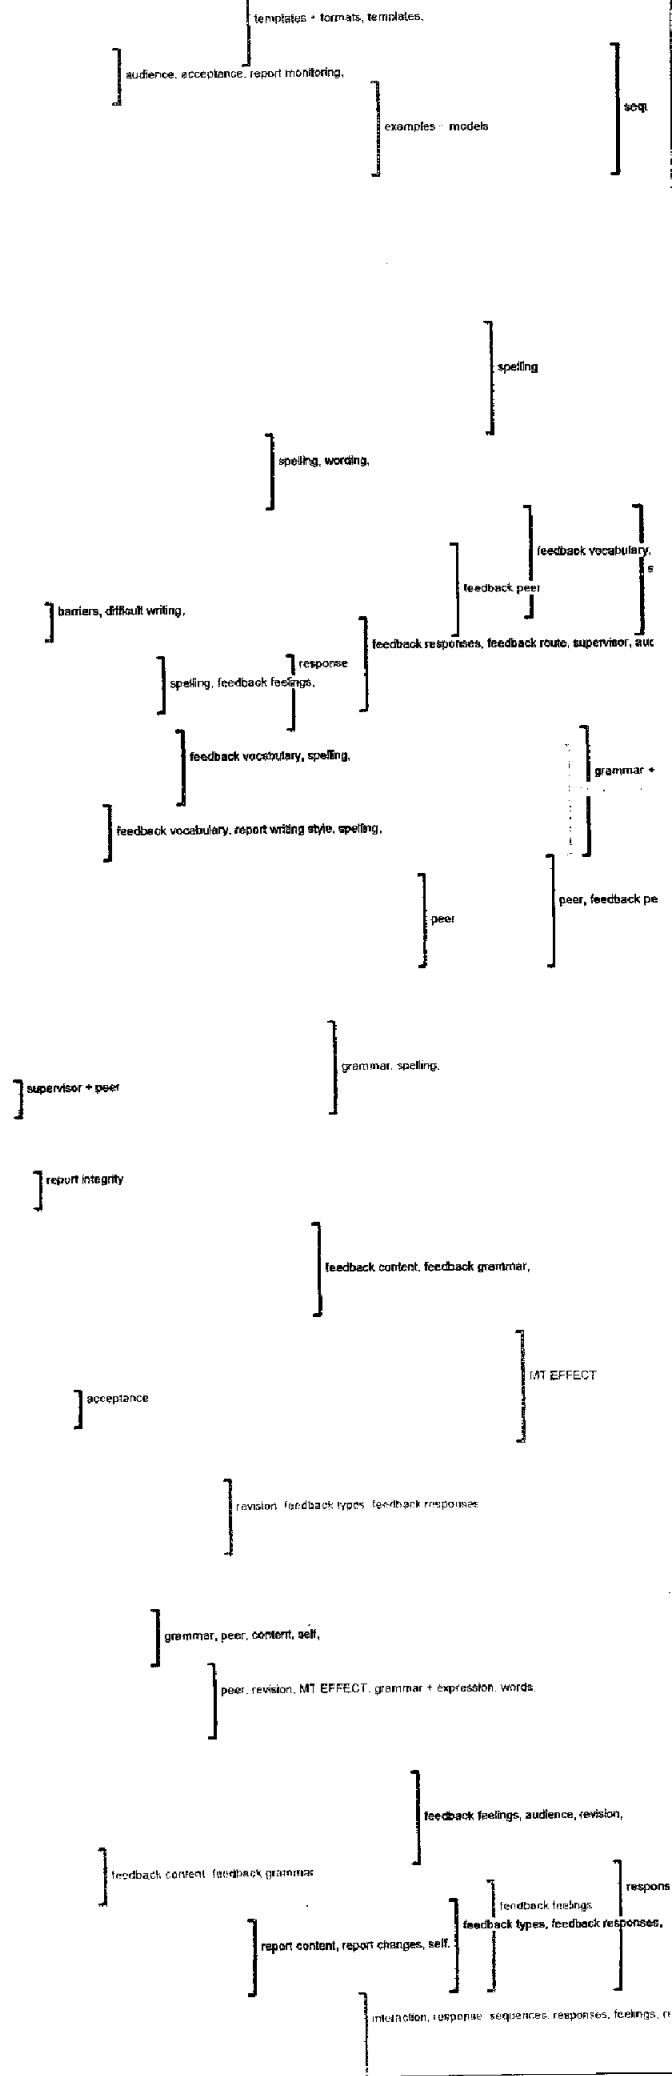 templates + formats, templates,
audience, acceptance, report monitoring,
sequ
examples - models
spelling
spelling, wording,
feedback vocabulary,
s
feedback peer
barriers, difficult writing,
feedback responses, feedback route, supervisor, aud
response
spelling, feedback feelings,
feedback vocabulary, spelling,
grammar +
feedback vocabulary, report writing style, spelling,
peer, feedback pe
peer
grammar, spelling,
supervisor + peer
report integrity
feedback content, feedback grammar,
MT EFFECT
acceptance
revision, feedback types, feedback responses
grammar, peer, content, self,
peer, revision, MT EFFECT, grammar + expression, words,
feedback feelings, audience, revision,
feedback content, feedback grammar
respons
feedback feelings
feedback types, feedback responses,
report content, report changes, self,
interaction, response, sequences, responses, feelings, re